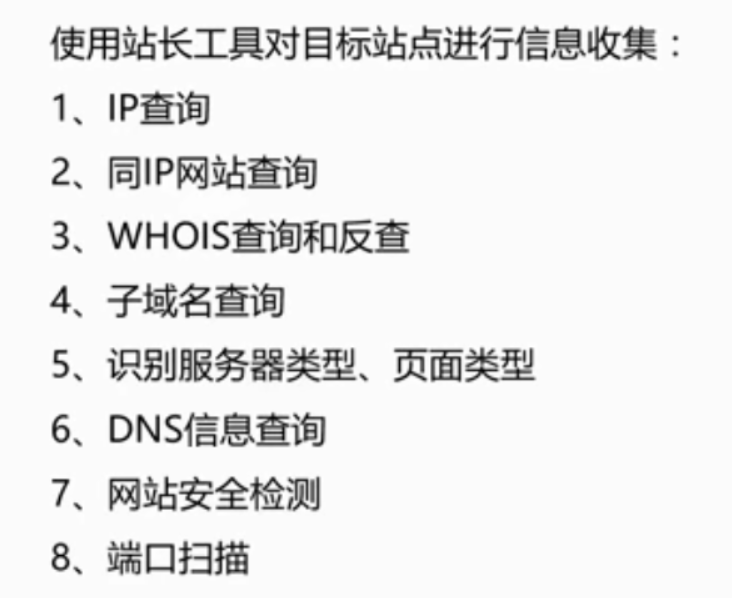 使用站长工具对目标站点进行信息收集：
1、IP查询
2、同IP网站查询
3、WHOIS查询和反查
4、子域名查询
5、识别服务器类型、页面类型
6、DNS信息查询
7、网站安全检测
8、端口扫描